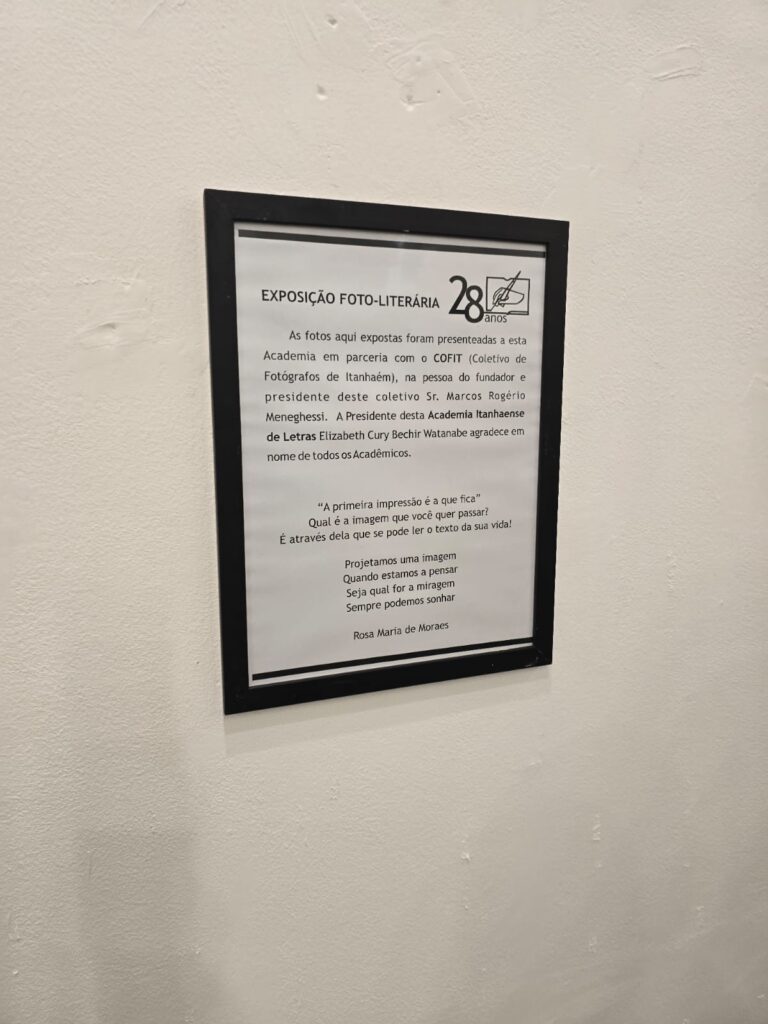 EXPOSIÇÃO FOTO-LITERÁRIA 28 anos
As fotos aqui expostas foram presenteadas a esta
Academia em parceria com o COFIT (Coletivo de
Fotógrafos de Itanhaém), na pessoa do fundador e
presidente deste coletivo Sr. Marcos Rogério
Meneghessi. A Presidente desta Academia Itanhaense
de Letras Elizabeth Cury Bechir Watanabe agradece em
nome de todos os Acadêmicos.
“A primeira impressão é a que fica”
Qual é a imagem que você quer passar?
É através dela que se pode ler o texto da sua vida!
Projetamos uma imagem
Quando estamos a pensar
Seja qual for a miragem
Sempre podemos sonhar
Rosa Maria de Moraes